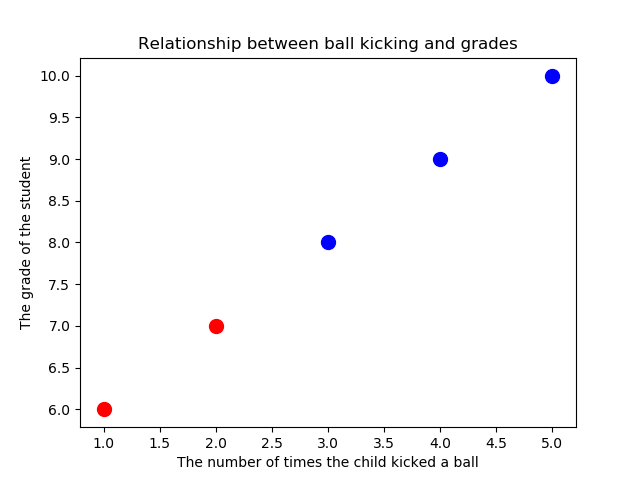 Relationship between ball kicking and grades
10.0
9.5
9.0
8.5
8.0
7.5
7.0
6.5
6.0
The grade of the student
1.0 1.5 2.0 2.5 3.0 3.5 4.0 4.5 5.0
The number of times the child kicked a ball